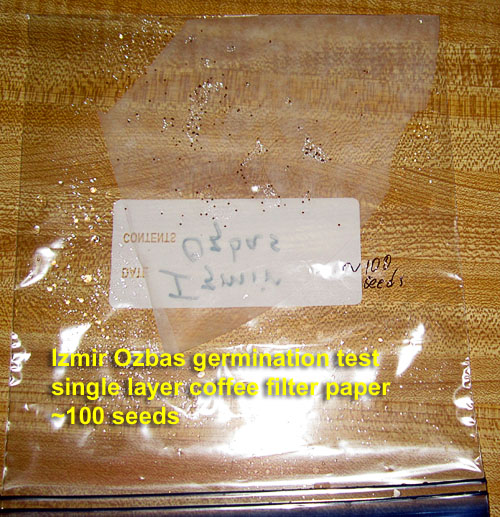 CONTENTS
Ozbas
DATE
Izmir
~100
seeds
Izmir Ozbas germination test
single layer coffee filter paper
~100 seeds